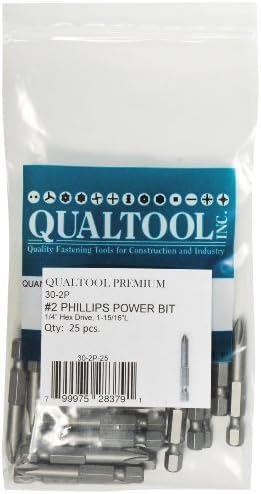 QUALTOOL INC.
Quality Fastening Tools for Construction and Industry
QUAN
QUALTOOL PREMIUM
30-2P
#2 PHILLIPS POWER BIT
1/4" Hex Drive, 1-15/16"L
Qty: 25 pcs.
30-2P-25
7 99975 28379 1